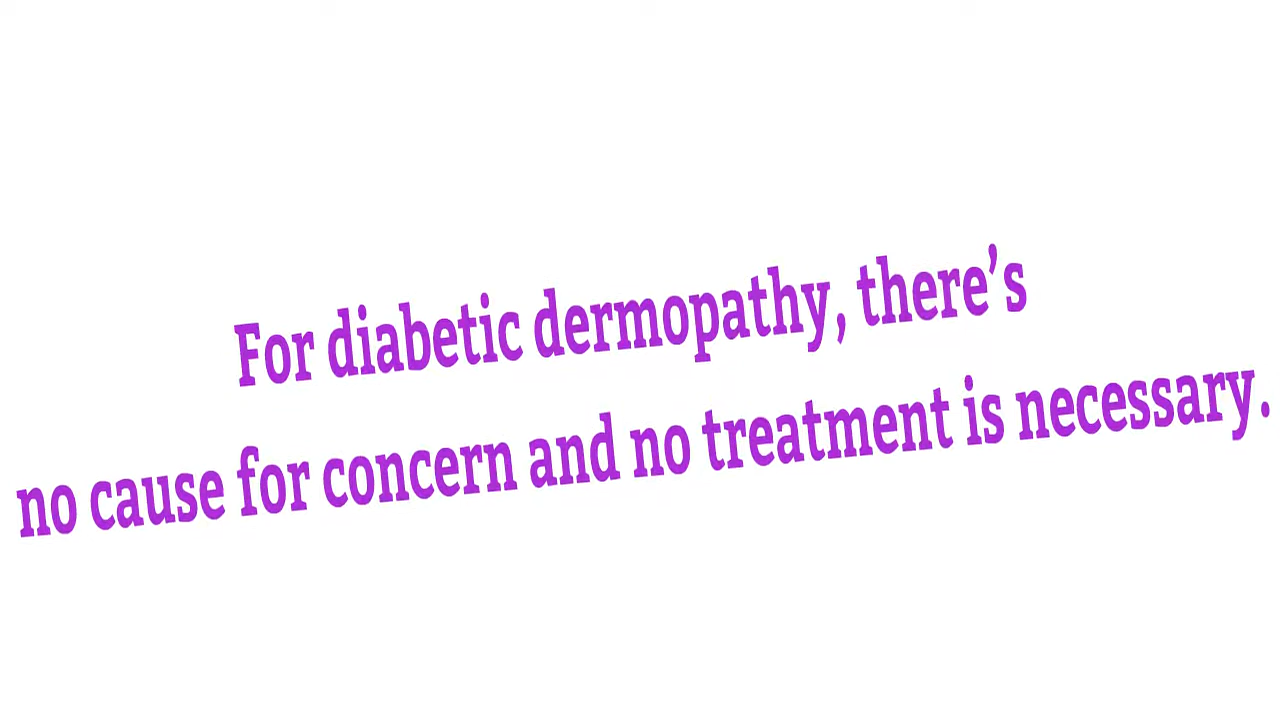 For diabetic dermopathy, there’s
no cause for concern and no treatment is necessary.